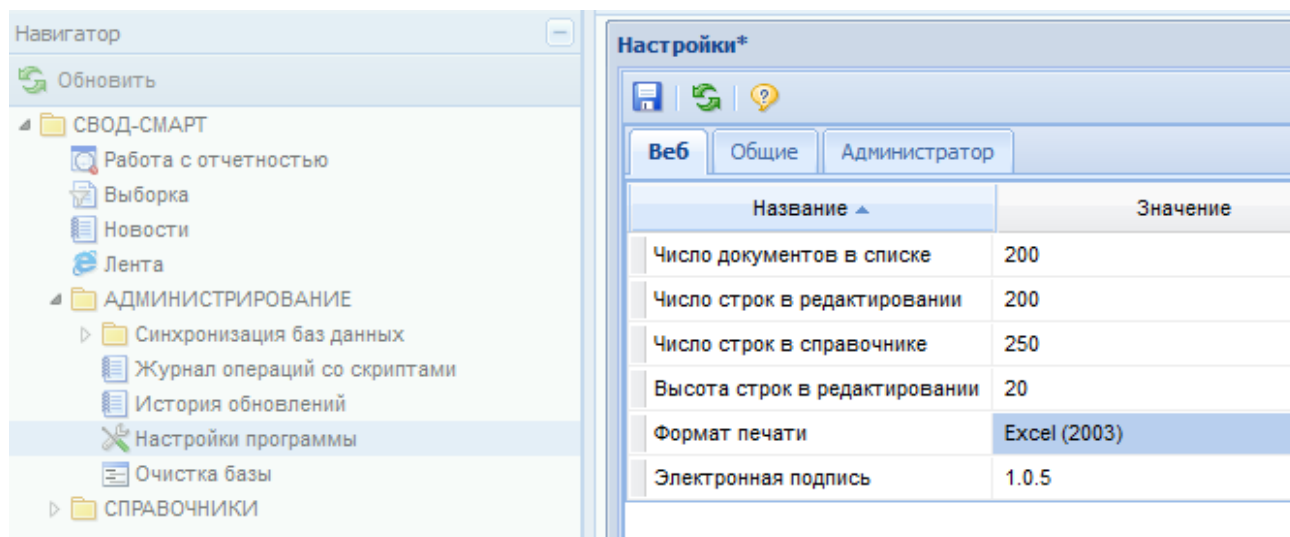 Навигатор
Обновить
СВОД-СМАРТ
Работа с отчетностью
Выборка
Новости
Лента
АДМИНИСТРИРОВАНИЕ
Синхронизация баз данных
Журнал операций со скриптами
История обновлений
Настройки программы
Очистка базы
СПРАВОЧНИКИ
Настройки*
Веб Общие Администратор
Название Значение
Число документов в списке 200
Число строк в редактировании 200
Число строк в справочнике 250
Высота строк в редактировании 20
Формат печати Excel (2003)
Электронная подпись 1.0.5